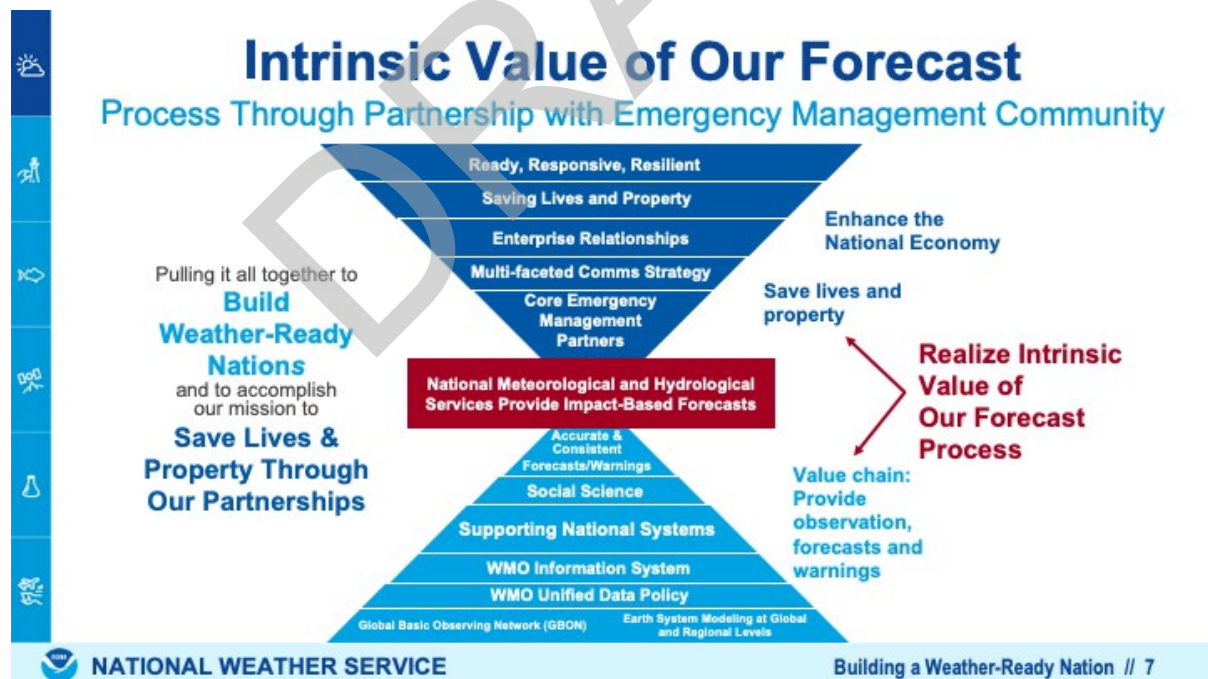 Intrinsic Value of Our Forecast
Process Through Partnership with Emergency Management Community
Ready, Responsive, Resilient
Saving Lives and Property
Enterprise Relationships
Multi-faceted Comms Strategy
Core Emergency
Management
Partners
National Meteorological and Hydrological
Services Provide Impact-Based Forecasts
Accurate &
Consistent
Forecasts/Warnings
Social Science
Supporting National Systems
WMO Information System
WMO Unified Data Policy
Global Basic Observing Network (GBON)
Earth System Modeling at Global
and Regional Levels
Pulling it all together to
Build
Weather-Ready
Nations
and to accomplish
our mission to
Save Lives &
Property Through
Our Partnerships
Enhance the
National Economy
Save lives and
property
Realize Intrinsic
Value of
Our Forecast
Process
Value chain:
Provide
observation,
forecasts and
warnings
NATIONAL WEATHER SERVICE
Building a Weather-Ready Nation // 7